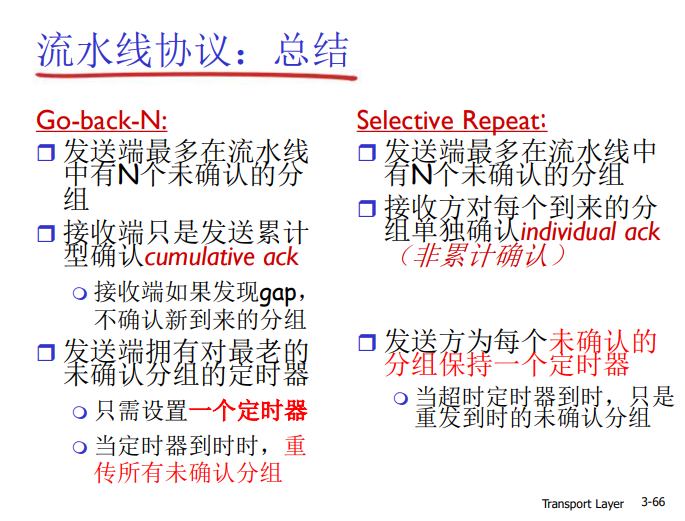 流水线协议：总结
Go-back-N:
发送端最多在流水线
中有N个未确认的分
组
接收端只是发送累计
型确认cumulative ack
接收端如果发现gap，
不确认新到来的分组
发送端拥有对最老的
未确认分组的定时器
只需设置一个定时器
当定时器到时时，重
传所有未确认分组
Selective Repeat:
发送端最多在流水线中
有N个未确认的分组
接收方对每个到来的分
组单独确认individual ack
（非累计确认）
发送方为每个未确认的
分组保持一个定时器
当超时定时器到时，只是
重发到时的未确认分组
Transport Layer 3-66